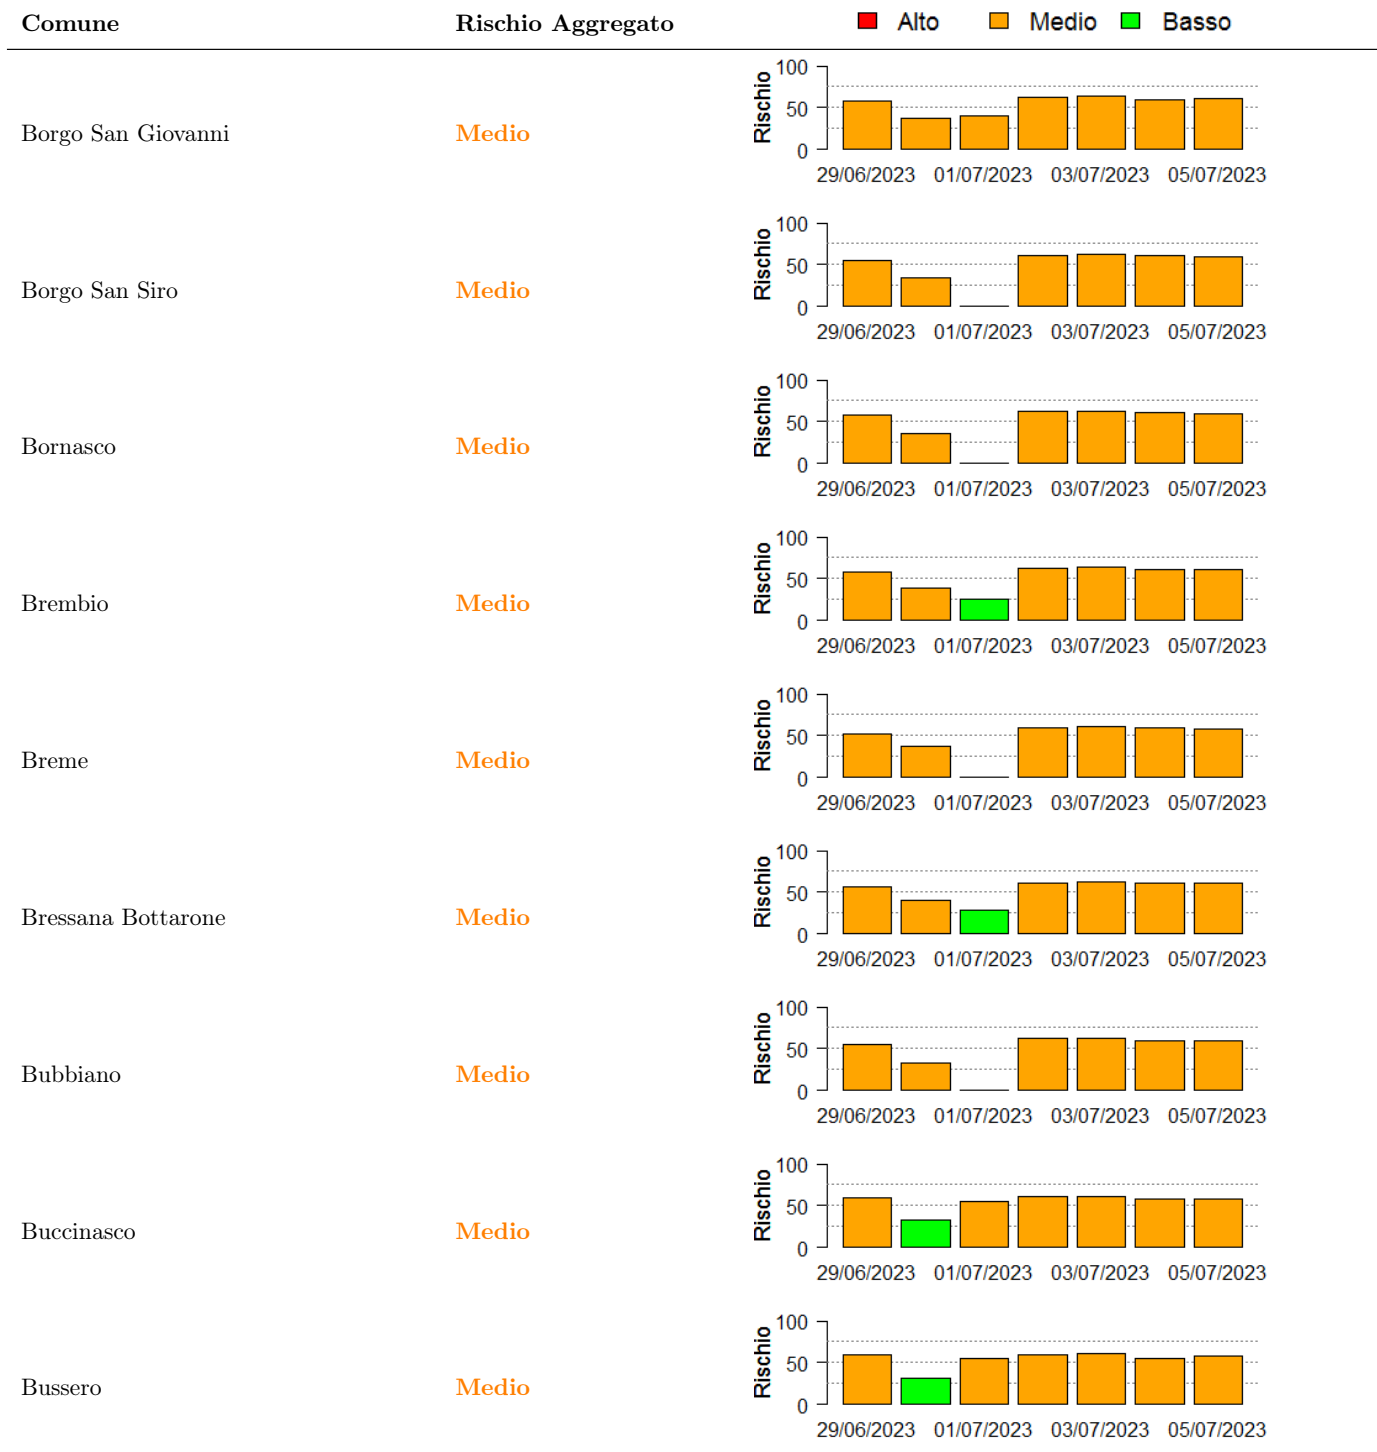 Comune Rischio Aggregato Alto Medio Basso
100
50
0
Rischio
Borgo San Giovanni Medio
29/06/2023 01/07/2023 03/07/2023 05/07/2023
100
50
0
Rischio
Borgo San Siro Medio
29/06/2023 01/07/2023 03/07/2023 05/07/2023
100
50
0
Rischio
Bornasco Medio
29/06/2023 01/07/2023 03/07/2023 05/07/2023
100
50
0
Rischio
Brembio Medio
29/06/2023 01/07/2023 03/07/2023 05/07/2023
100
50
0
Rischio
Breme Medio
29/06/2023 01/07/2023 03/07/2023 05/07/2023
100
50
0
Rischio
Bressana Bottarone Medio
29/06/2023 01/07/2023 03/07/2023 05/07/2023
100
50
0
Rischio
Bubbiano Medio
29/06/2023 01/07/2023 03/07/2023 05/07/2023
100
50
0
Rischio
Buccinasco Medio
29/06/2023 01/07/2023 03/07/2023 05/07/2023
100
50
0
Rischio
Bussero Medio
29/06/2023 01/07/2023 03/07/2023 05/07/2023